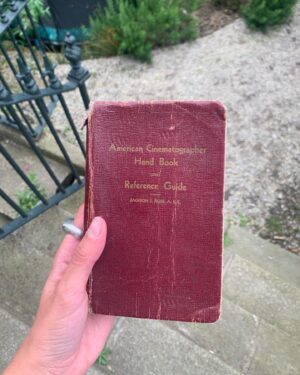 American Cinematographer
Hand Book
and
Reference Guide
JACKSON J. ROSE, A. S. C.